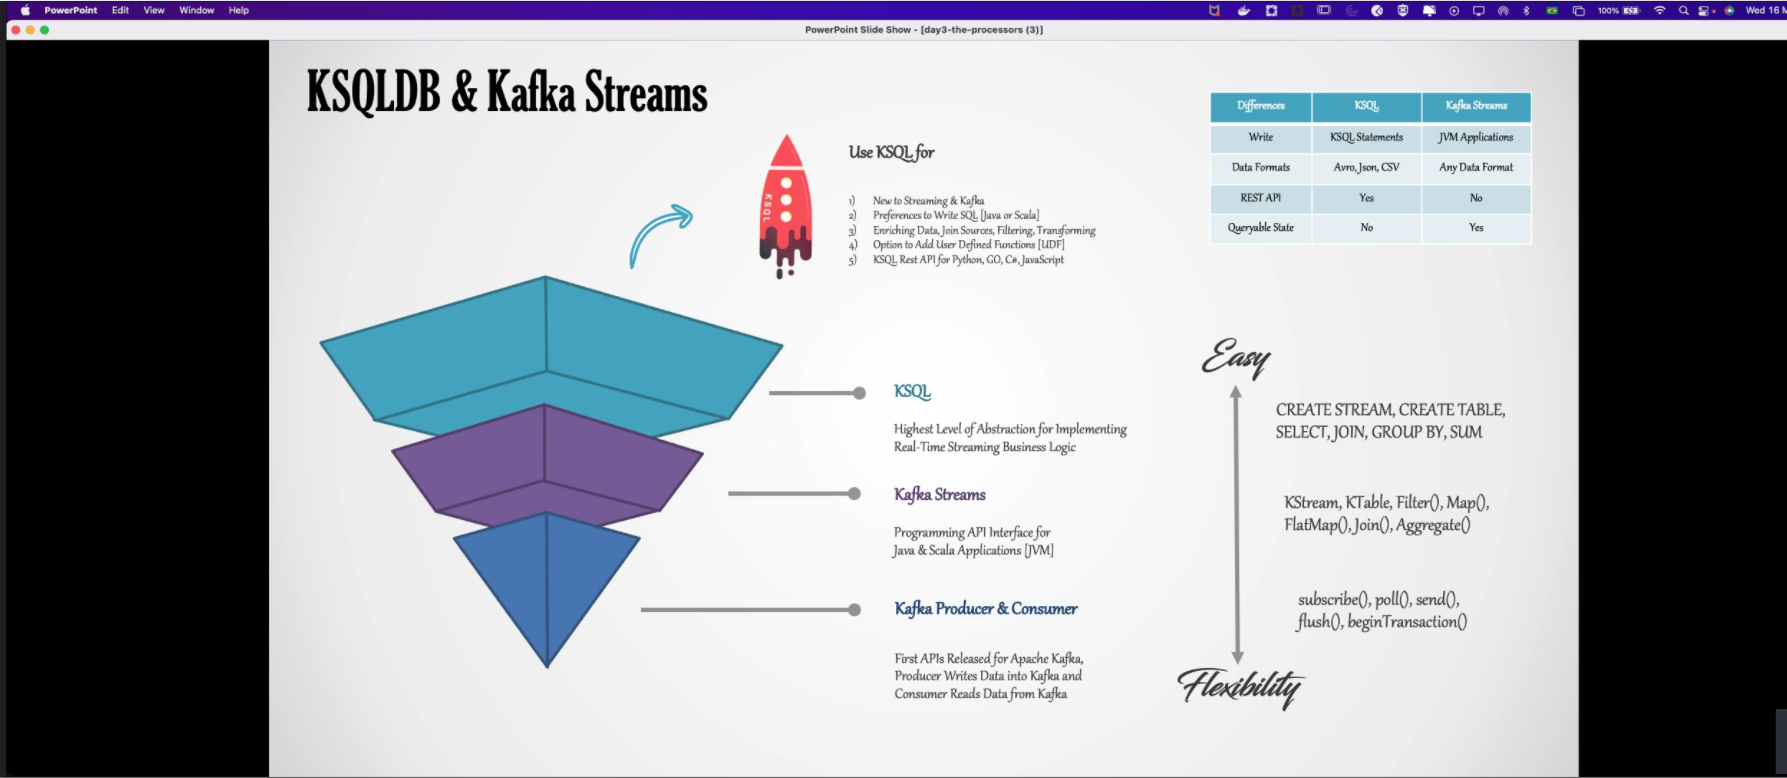 PowerPoint Edit View Window Help
100%
Wed 16 M
PowerPoint Slide Show - [day3-the-processors (3)]
KSQLDB & Kafka Streams
KSQL
Use KSQL for
1) New to Streaming & Kafka
2) Preferences to Write SQL [Java or Scala]
3) Enriching Data, Join Sources, Filtering, Transforming
4) Option to Add User Defined Functions [UDF]
5) KSQL Rest API for Python, GO, C#, JavaScript
Differences KSQL Kafka Streams
Write KSQL Statements JVM Applications
Data Formats Avro, Json, CSV Any Data Format
REST API Yes No
Queryable State No Yes
KSQL
Highest Level of Abstraction for Implementing
Real-Time Streaming Business Logic
Kafka Streams
Programming API Interface for
Java & Scala Applications [JVM]
Kafka Producer & Consumer
First APIs Released for Apache Kafka,
Producer Writes Data into Kafka and
Consumer Reads Data from Kafka
Easy
CREATE STREAM, CREATE TABLE,
SELECT, JOIN, GROUP BY, SUM
KStream, KTable, Filter(), Map(),
FlatMap(), Join(), Aggregate()
subscribe(), poll(), send(),
flush(), beginTransaction()
Flexibility